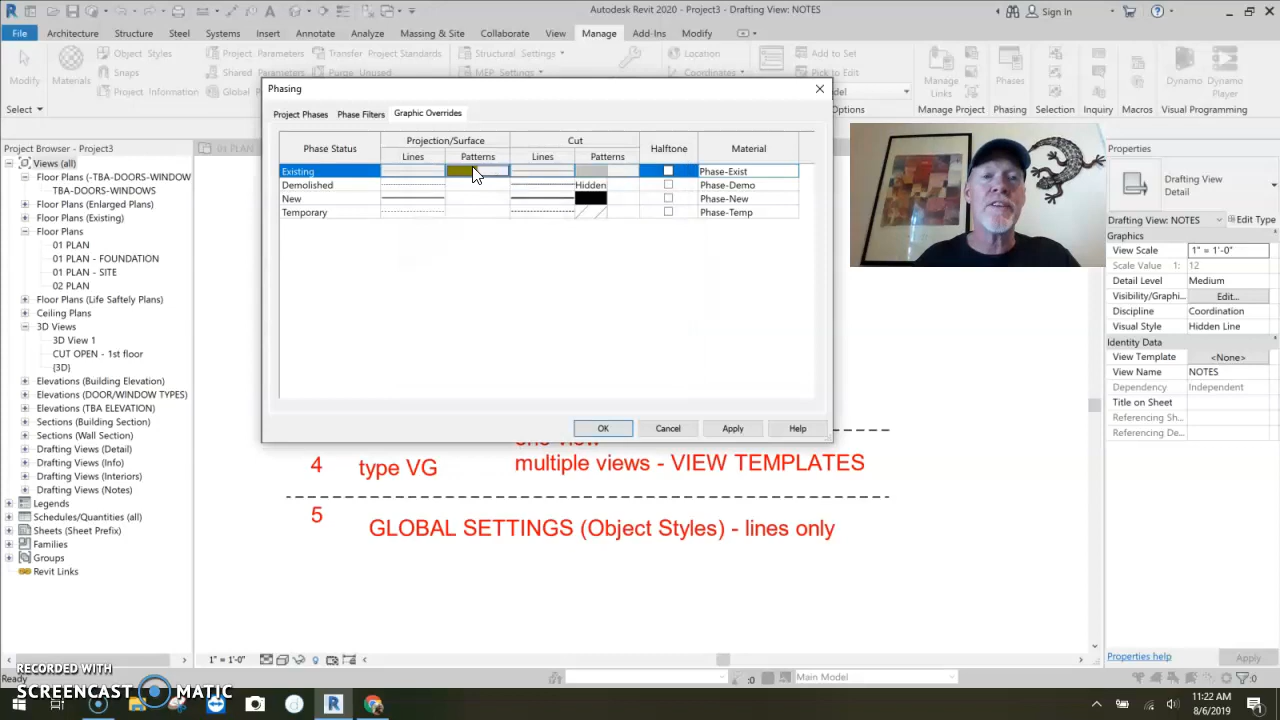 Autodesk Revit 2020 - Project3 - Drafting View: NOTES
Sign In
File Architecture Structure Steel Systems Insert Annotate Analyze Massing & Site Collaborate View Manage Add-Ins Modify
Object Styles Project Parameters Transfer Project Standards Structural Settings Location Add to Set
Modify Materials Snaps Shared Parameters Purge Unused MEP Settings Coordinates Pick to Edit Manage Links Phases Dynamo Dynamo Player
Project Information Global
Select Options Manage Project Phasing Selection Inquiry Macros Visual Programming
Phasing
Project Phases Phase Filters Graphic Overrides
Phase Status Projection/Surface Cut Halftone Material
Lines Patterns Lines Patterns
Existing Phase-Exist
Demolished Hidden Phase-Demo
New Phase-New
Temporary Phase-Temp
OK Cancel Apply Help
Project Browser - Project3
Views (all)
Floor Plans (-TBA-DOORS-WINDOW
TBA-DOORS-WINDOWS
Floor Plans (Enlarged Plans)
Floor Plans (Existing)
Floor Plans
01 PLAN
01 PLAN - FOUNDATION
01 PLAN - SITE
02 PLAN
Floor Plans (Life Saftely Plans)
Ceiling Plans
3D Views
3D View 1
CUT OPEN - 1st floor
{3D}
Elevations (Building Elevation)
Elevations (DOOR/WINDOW TYPES)
Elevations (TBA ELEVATION)
Sections (Building Section)
Sections (Wall Section)
Drafting Views (Detail)
Drafting Views (Info)
Drafting Views (Interiors)
Drafting Views (Notes)
Legends
Schedules/Quantities (all)
Sheets (Sheet Prefix)
Families
Groups
Revit Links
one view
4 type VG multiple views - VIEW TEMPLATES
5 GLOBAL SETTINGS (Object Styles) - lines only
Properties
Drafting View
Detail
Drafting View: NOTES Edit Type
Graphics
View Scale 1" = 1'-0"
Scale Value 1: 12
Detail Level Medium
Visibility/Graphi... Edit...
Discipline Coordination
Visual Style Hidden Line
Identity Data
View Template <None>
View Name NOTES
Dependency Independent
Title on Sheet
Referencing Sh...
Referencing De...
Properties help Apply
1" = 1'-0"
RECORDED WITH
SCREENCAST MATIC
Ready
:0 Main Model :0
11:22 AM
8/6/2019